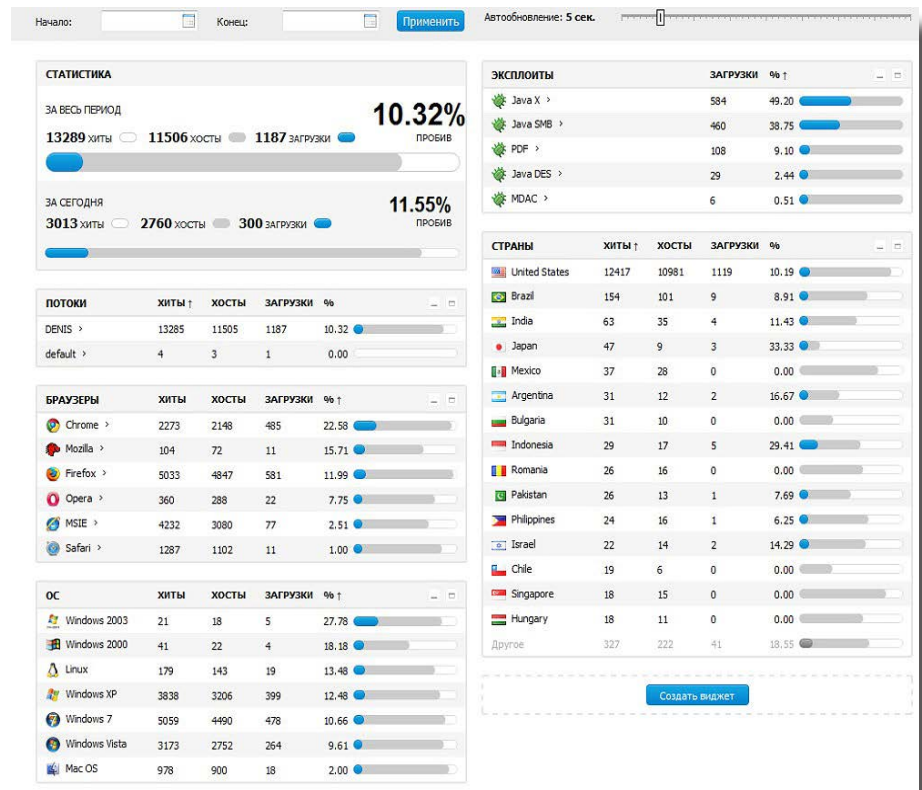 Начало: Конец: Применить Автообновление: 5 сек.
СТАТИСТИКА
ЗА ВЕСЬ ПЕРИОД
10.32%
13289 ХИТЫ 11506 ХОСТЫ 1187 ЗАГРУЗКИ ПРОБИВ
ЗА СЕГОДНЯ
11.55%
3013 ХИТЫ 2760 ХОСТЫ 300 ЗАГРУЗКИ ПРОБИВ
ПОТОКИ ХИТЫ ↑ ХОСТЫ ЗАГРУЗКИ %
DENIS › 13285 11505 1187 10.32
default › 4 3 1 0.00
БРАУЗЕРЫ ХИТЫ ХОСТЫ ЗАГРУЗКИ % ↑
Chrome › 2273 2148 485 22.58
Mozilla › 104 72 11 15.71
Firefox › 5033 4847 581 11.99
Opera › 360 288 22 7.75
MSIE › 4232 3080 77 2.51
Safari › 1287 1102 11 1.00
ОС ХИТЫ ХОСТЫ ЗАГРУЗКИ % ↑
Windows 2003 21 18 5 27.78
Windows 2000 41 22 4 18.18
Linux 179 143 19 13.48
Windows XP 3838 3206 399 12.48
Windows 7 5059 4490 478 10.66
Windows Vista 3173 2752 264 9.61
Mac OS 978 900 18 2.00
ЭКСПЛОИТЫ ЗАГРУЗКИ % ↑
Java X › 584 49.20
Java SMB › 460 38.75
PDF › 108 9.10
Java DES › 29 2.44
MDAC › 6 0.51
СТРАНЫ ХИТЫ ↑ ХОСТЫ ЗАГРУЗКИ %
United States 12417 10981 1119 10.19
Brazil 154 101 9 8.91
India 63 35 4 11.43
Japan 47 9 3 33.33
Mexico 37 28 0 0.00
Argentina 31 12 2 16.67
Bulgaria 31 10 0 0.00
Indonesia 29 17 5 29.41
Romania 26 16 0 0.00
Pakistan 26 13 1 7.69
Philippines 24 16 1 6.25
Israel 22 14 2 14.29
Chile 19 6 0 0.00
Singapore 18 15 0 0.00
Hungary 18 11 0 0.00
Другое 327 222 41 18.55
Создать виджет